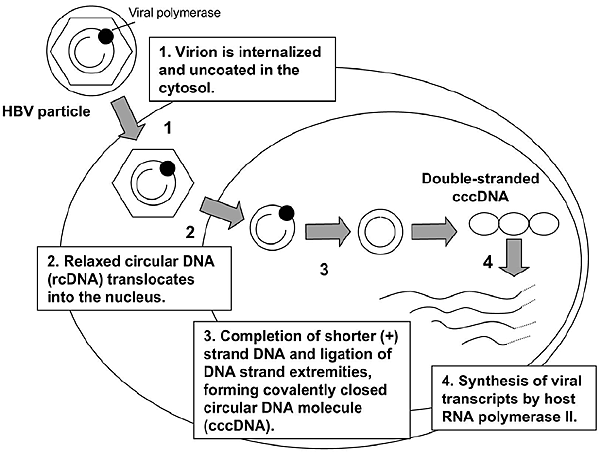 Viral polymerase
1. Virion is internalized
and uncoated in the
cytosol.
HBV particle
1
Double-stranded
cccDNA
2
3
4
2. Relaxed circular DNA
(rcDNA) translocates
into the nucleus.
3. Completion of shorter (+)
strand DNA and ligation of
DNA strand extremities,
forming covalently closed
circular DNA molecule
(cccDNA).
4. Synthesis of viral
transcripts by host
RNA polymerase II.